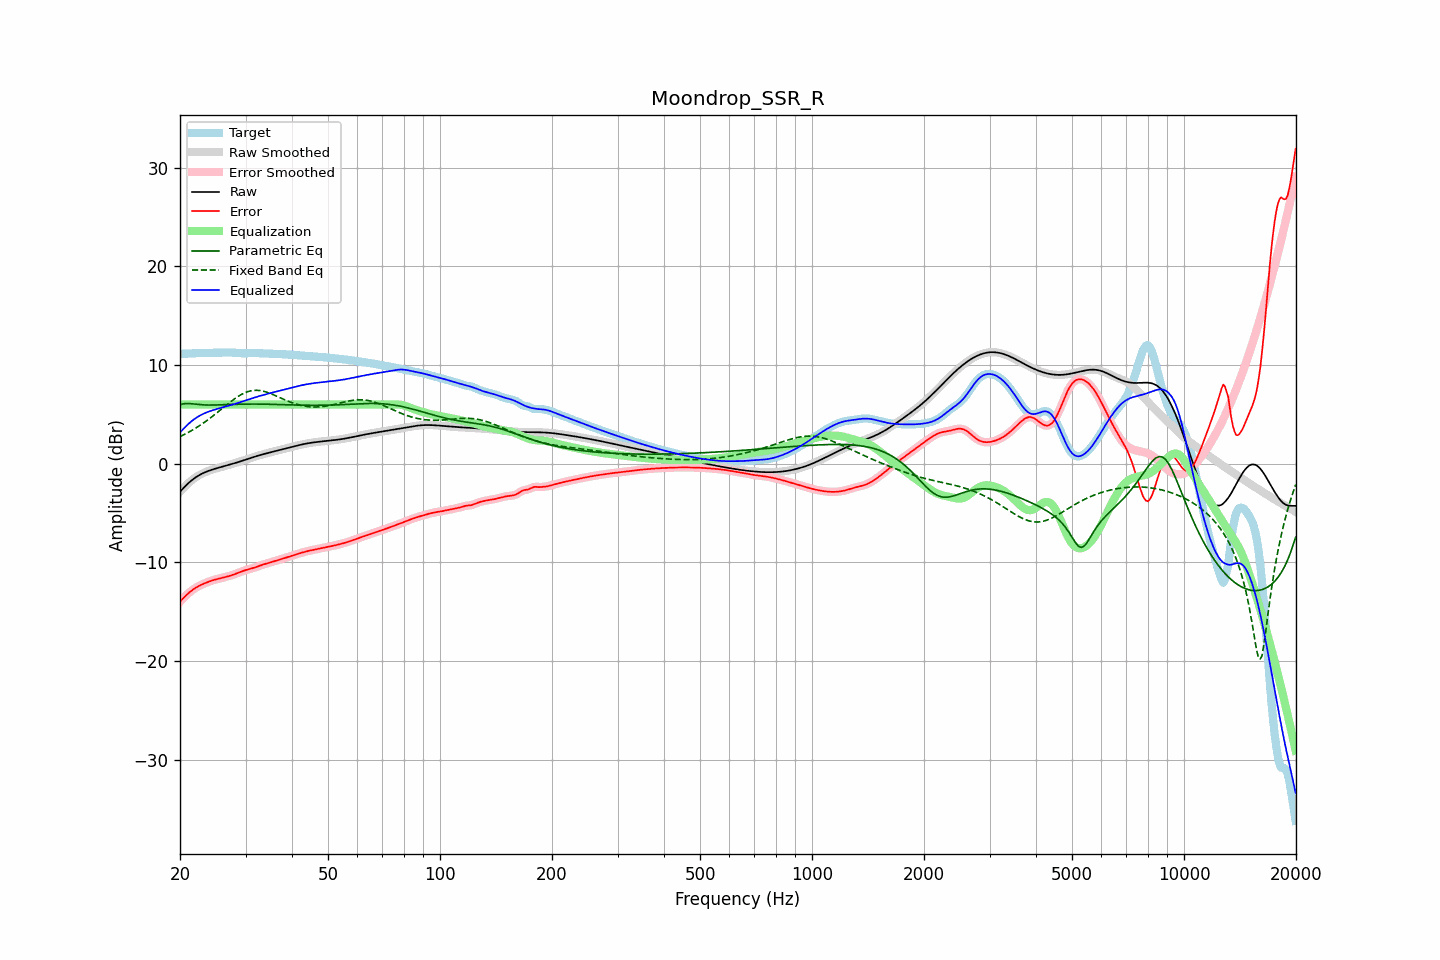 Moondrop_SSR_R
Target
Raw Smoothed
Error Smoothed
Raw
Error
Equalization
Parametric Eq
Fixed Band Eq
Equalized
30
20
10
0
−10
−20
−30
Amplitude (dBr)
20 50 100 200 500 1000 2000 5000 10000 20000
Frequency (Hz)